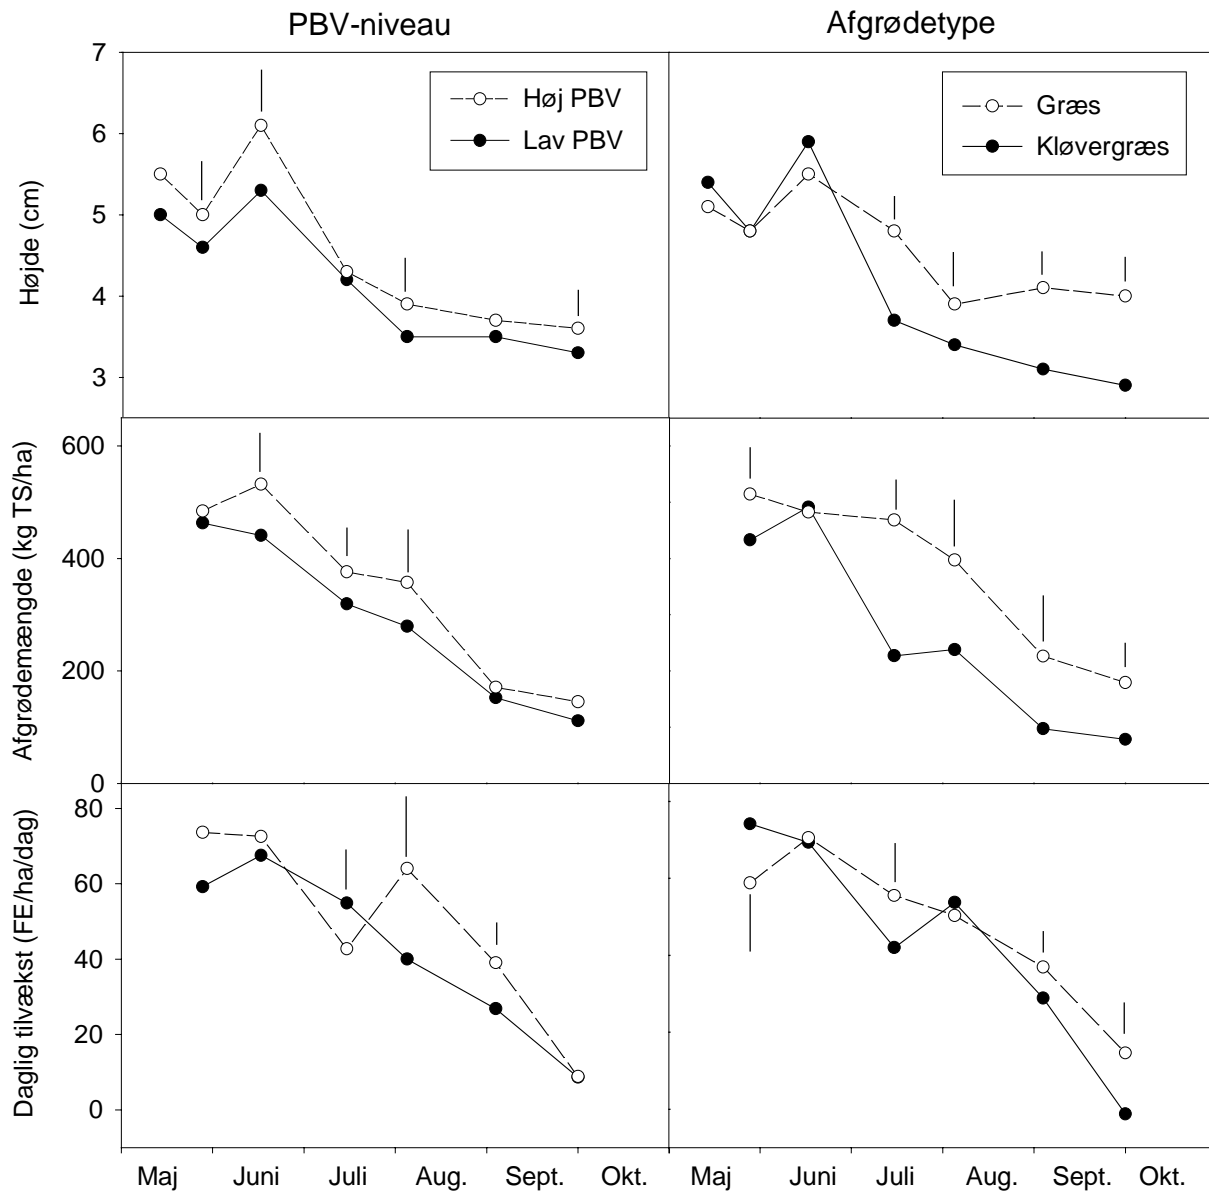 PBV-niveau
Afgrødetype
Højde (cm)
7
6
5
4
3
Høj PBV
Lav PBV
Græs
Kløvergræs
Afgrødemængde (kg TS/ha)
600
400
200
0
Daglig tilvækst (FE/ha/dag)
80
60
40
20
0
Maj Juni Juli Aug. Sept. Okt.
Maj Juni Juli Aug. Sept. Okt.